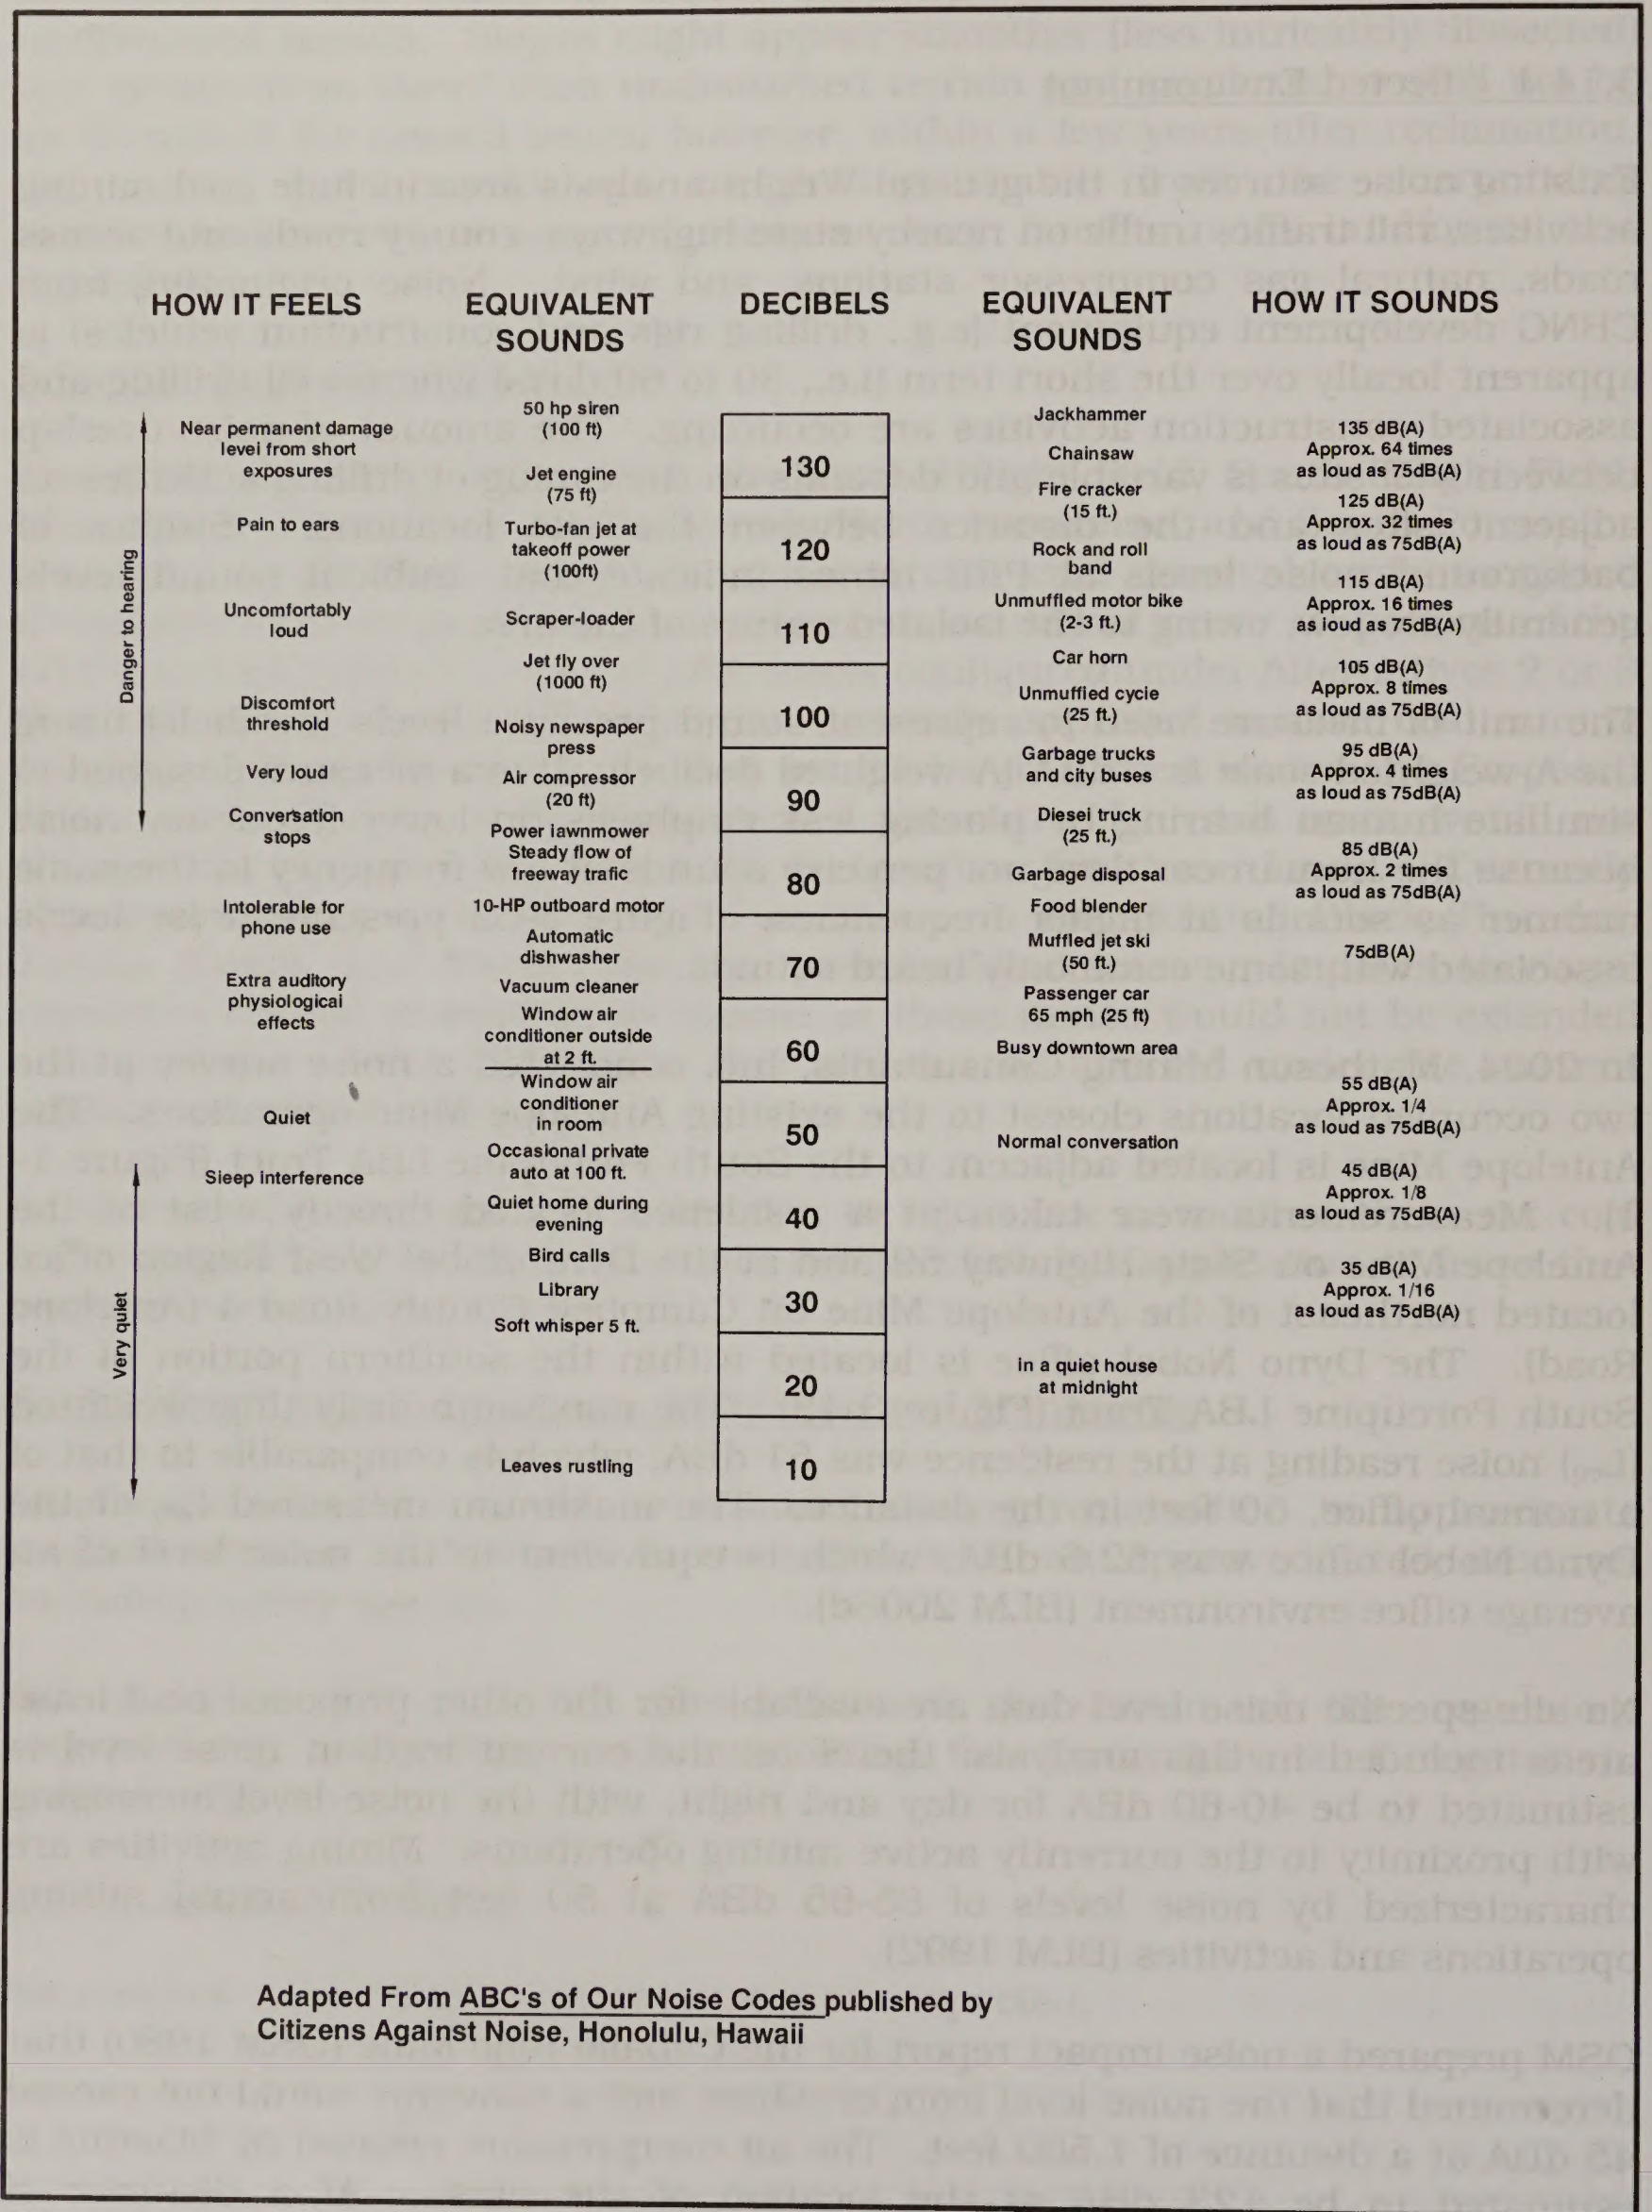 HOW IT FEELS
EQUIVALENT
SOUNDS
DECIBELS
EQUIVALENT
SOUNDS
HOW IT SOUNDS
Danger to hearing
Very quiet
Near permanent damage
level from short
exposures
Pain to ears
Uncomfortably
loud
Discomfort
threshold
Very loud
Conversation
stops
Intolerable for
phone use
Extra auditory
physiological
effects
Quiet
Sleep interference
50 hp siren
(100 ft)
Jet engine
(75 ft)
Turbo-fan jet at
takeoff power
(100ft)
Scraper-loader
Jet fly over
(1000 ft)
Noisy newspaper
press
Air compressor
(20 ft)
Power lawnmower
Steady flow of
freeway trafic
10-HP outboard motor
Automatic
dishwasher
Vacuum cleaner
Window air
conditioner outside
at 2 ft.
Window air
conditioner
in room
Occasional private
auto at 100 ft.
Quiet home during
evening
Bird calls
Library
Soft whisper 5 ft.
Leaves rustling
130
120
110
100
90
80
70
60
50
40
30
20
10
Jackhammer
Chainsaw
Fire cracker
(15 ft.)
Rock and roll
band
Unmuffled motor bike
(2-3 ft.)
Car horn
Unmuffled cycle
(25 ft.)
Garbage trucks
and city buses
Diesel truck
(25 ft.)
Garbage disposal
Food blender
Muffled jet ski
(50 ft.)
Passenger car
65 mph (25 ft)
Busy downtown area
Normal conversation
in a quiet house
at midnight
135 dB(A)
Approx. 64 times
as loud as 75dB(A)
125 dB(A)
Approx. 32 times
as loud as 75dB(A)
115 dB(A)
Approx. 16 times
as loud as 75dB(A)
105 dB(A)
Approx. 8 times
as loud as 75dB(A)
95 dB(A)
Approx. 4 times
as loud as 75dB(A)
85 dB(A)
Approx. 2 times
as loud as 75dB(A)
75dB(A)
55 dB(A)
Approx. 1/4
as loud as 75dB(A)
45 dB(A)
Approx. 1/8
as loud as 75dB(A)
35 dB(A)
Approx. 1/16
as loud as 75dB(A)
Adapted From ABC's of Our Noise Codes published by
Citizens Against Noise, Honolulu, Hawaii